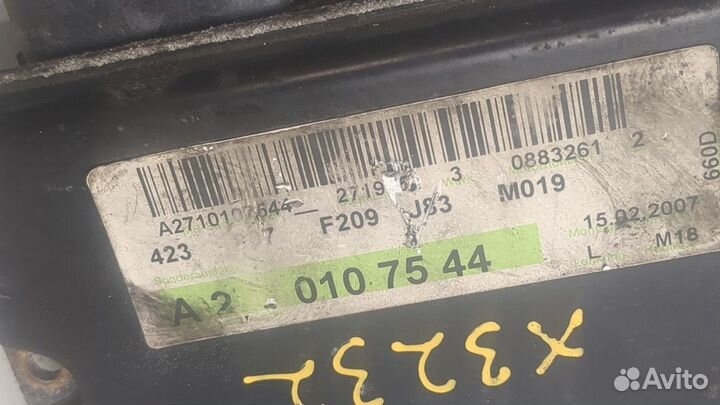 A2710107644 2719 3 0883261 2
423 7 F209 J83 M019
660D
15.02.2007
A 2 010 75 44
L M18
X323L
Avito